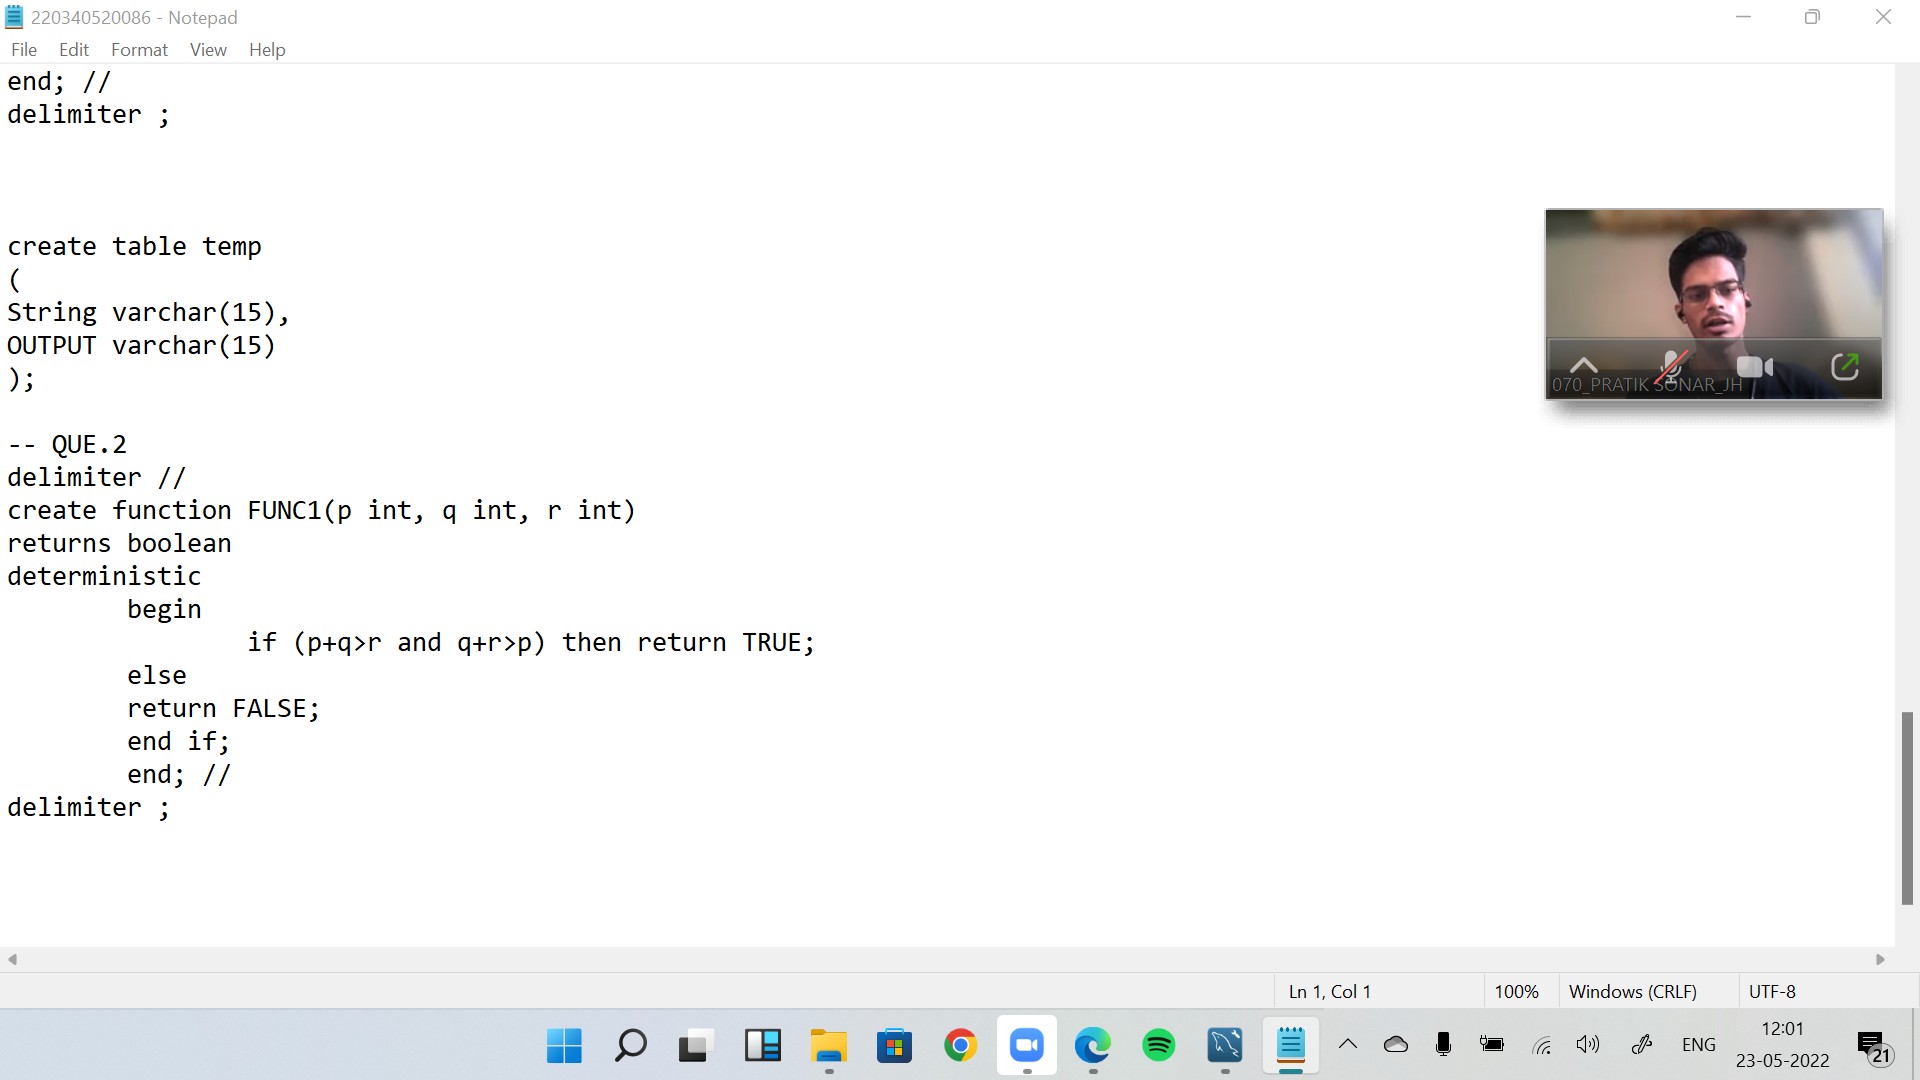 220340520086 - Notepad
File Edit Format View Help
end; //
delimiter ;
create table temp
(
String varchar(15),
OUTPUT varchar(15)
);
-- QUE.2
delimiter //
create function FUNC1(p int, q int, r int)
returns boolean
deterministic
begin
if (p+q>r and q+r>p) then return TRUE;
else
return FALSE;
end if;
end; //
delimiter ;
070_PRATIK SONAR_JH
Ln 1, Col 1
100%
Windows (CRLF)
UTF-8
ENG
12:01
23-05-2022
21